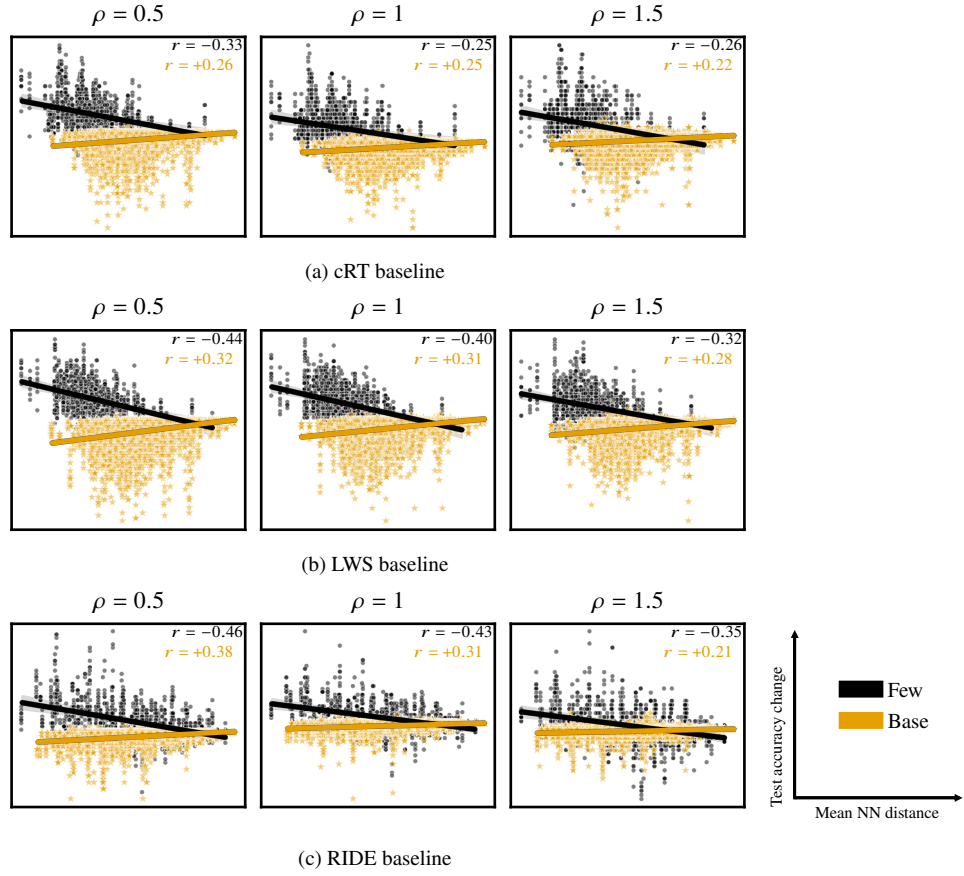 ρ = 0.5 ρ = 1 ρ = 1.5
r = −0.33 r = −0.25 r = −0.26
r = +0.26 r = +0.25 r = +0.22
(a) cRT baseline
ρ = 0.5 ρ = 1 ρ = 1.5
r = −0.44 r = −0.40 r = −0.32
r = +0.32 r = +0.31 r = +0.28
(b) LWS baseline
ρ = 0.5 ρ = 1 ρ = 1.5
r = −0.46 r = −0.43 r = −0.35
r = +0.38 r = +0.31 r = +0.21
(c) RIDE baseline
Test accuracy change
Few
Base
Mean NN distance